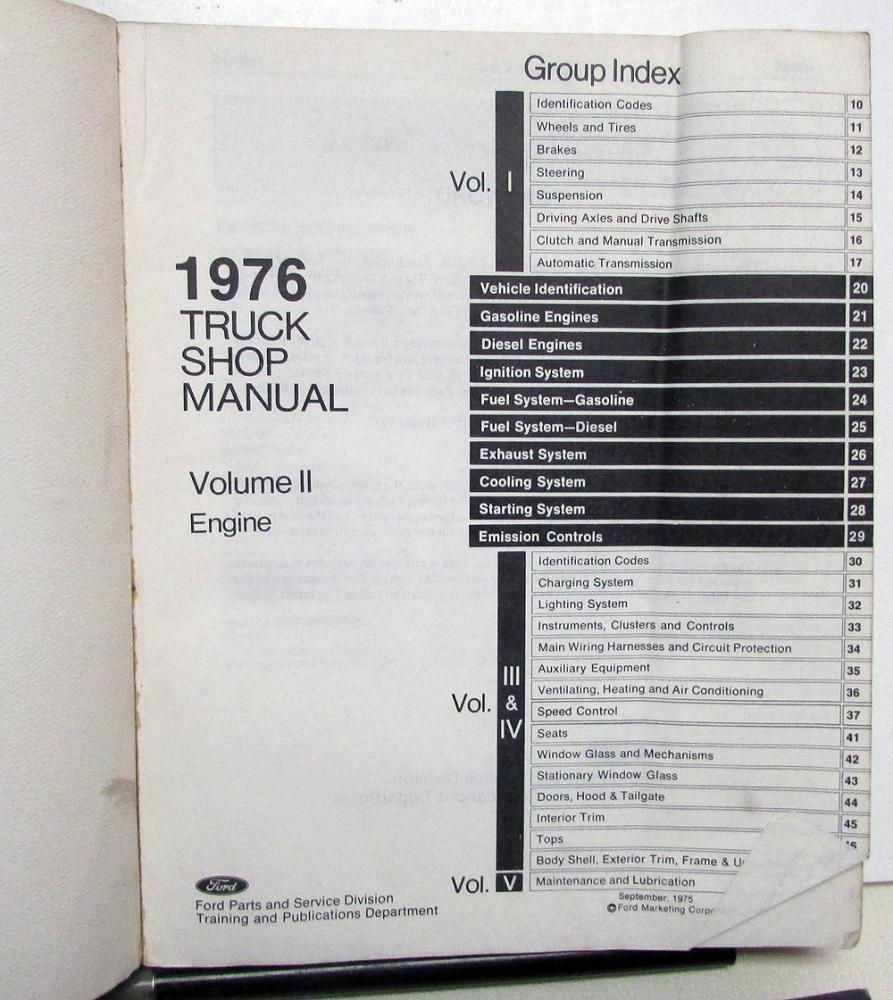 Group Index
Vol. I
Identification Codes 10
Wheels and Tires 11
Brakes 12
Steering 13
Suspension 14
Driving Axles and Drive Shafts 15
Clutch and Manual Transmission 16
Automatic Transmission 17
1976
TRUCK
SHOP
MANUAL
Volume II
Engine
Vehicle Identification 20
Gasoline Engines 21
Diesel Engines 22
Ignition System 23
Fuel System—Gasoline 24
Fuel System—Diesel 25
Exhaust System 26
Cooling System 27
Starting System 28
Emission Controls 29
Vol. III & IV
Identification Codes 30
Charging System 31
Lighting System 32
Instruments, Clusters and Controls 33
Main Wiring Harnesses and Circuit Protection 34
Auxiliary Equipment 35
Ventilating, Heating and Air Conditioning 36
Speed Control 37
Seats 41
Window Glass and Mechanisms 42
Stationary Window Glass 43
Doors, Hood & Tailgate 44
Interior Trim 45
Tops
Body Shell, Exterior Trim, Frame &
Vol. V
Maintenance and Lubrication
Ford
Ford Parts and Service Division
Training and Publications Department
September, 1975
©Ford Marketing